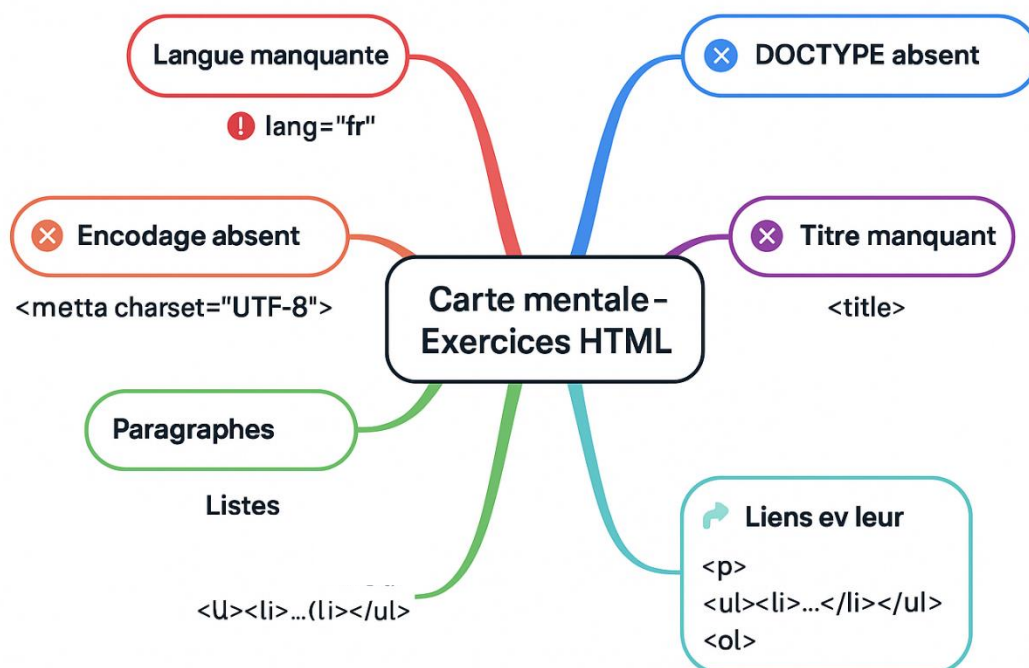 Langue manquante
lang="fr"
DOCTYPE absent
Encodage absent
<metta charset="UTF-8">
Titre manquant
<title>
Carte mentale–
Exercices HTML
Paragraphes
Listes
<U><li>...(li></ul>
Liens ev leur
<p>
<ul><li>...</li></ul>
<ol>